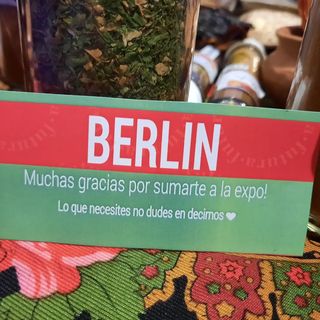 BERLIN
Muchas gracias por sumarte a la expo!
Lo que necesites no dudes en decirnos ♥